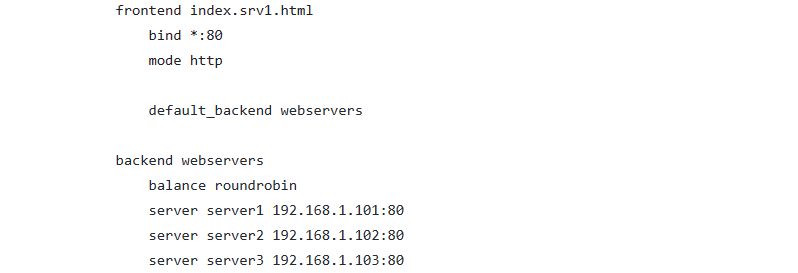 frontend index.srv1.html
bind *:80
mode http
default_backend webservers
backend webservers
balance roundrobin
server server1 192.168.1.101:80
server server2 192.168.1.102:80
server server3 192.168.1.103:80